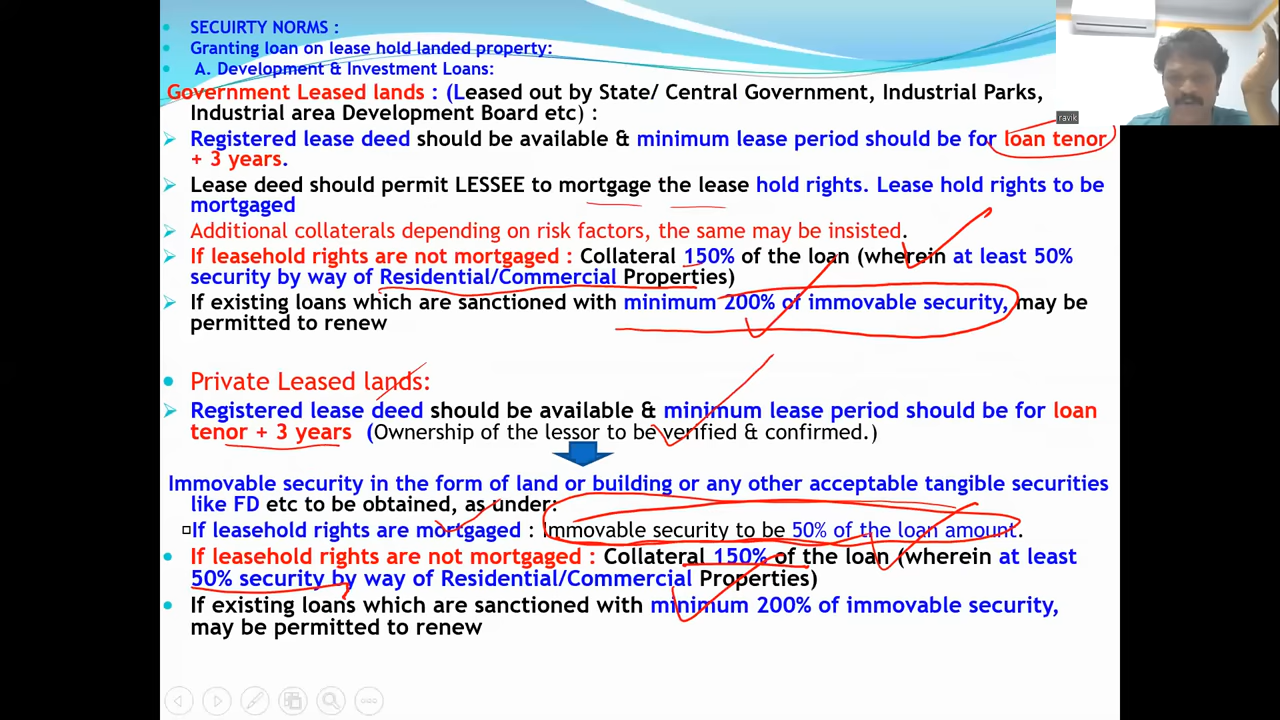 SECUIRTY NORMS :
Granting loan on lease hold landed property:
A. Development & Investment Loans:
Government Leased lands : (Leased out by State/ Central Government, Industrial Parks,
Industrial area Development Board etc) :
Registered lease deed should be available & minimum lease period should be for loan tenor
+ 3 years.
Lease deed should permit LESSEE to mortgage the lease hold rights. Lease hold rights to be
mortgaged
Additional collaterals depending on risk factors, the same may be insisted.
If leasehold rights are not mortgaged : Collateral 150% of the loan (wherein at least 50%
security by way of Residential/Commercial Properties)
If existing loans which are sanctioned with minimum 200% of immovable security, may be
permitted to renew
Private Leased lands:
Registered lease deed should be available & minimum lease period should be for loan
tenor + 3 years (Ownership of the lessor to be verified & confirmed.)
Immovable security in the form of land or building or any other acceptable tangible securities
like FD etc to be obtained, as under:
If leasehold rights are mortgaged : Immovable security to be 50% of the loan amount.
If leasehold rights are not mortgaged : Collateral 150% of the loan (wherein at least
50% security by way of Residential/Commercial Properties)
If existing loans which are sanctioned with minimum 200% of immovable security,
may be permitted to renew
ravik